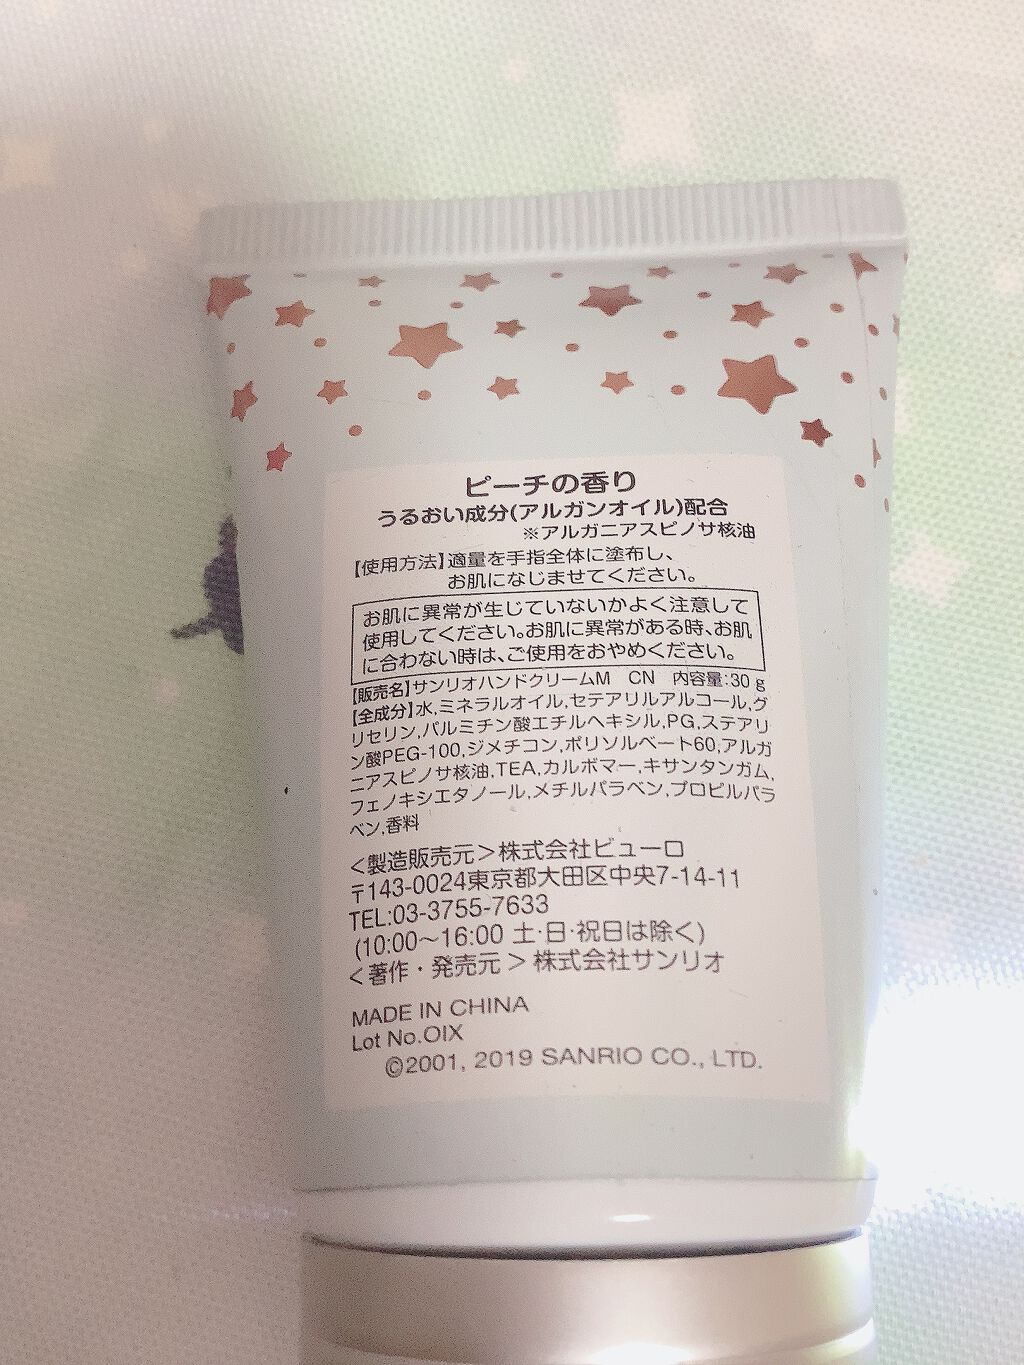 ピーチの香り
うるおい成分(アルガンオイル)配合
※アルガニアスピノサ核油
【使用方法】適量を手指全体に塗布し、
お肌になじませてください。
お肌に異常が生じていないかよく注意して
使用してください。お肌に異常がある時、お肌
に合わない時は、ご使用をおやめください。
【販売名】サンリオハンドクリームM CN 内容量:30g
【全成分】水,ミネラルオイル,セテアリルアルコール,グ
リセリン,パルミチン酸エチルヘキシル,PG,ステアリ
ン酸PEG-100,ジメチコン,ポリソルベート60,アルガ
ニアスピノサ核油,TEA,カルボマー,キサンタンガム,
フェノキシエタノール,メチルパラベン,プロピルパラ
ベン,香料
<製造販売元>株式会社ビューロ
〒143-0024東京都大田区中央7-14-11
TEL:03-3755-7633
(10:00〜16:00 土・日・祝日は除く)
<著作・発売元>株式会社サンリオ
MADE IN CHINA
Lot No.OIX
©2001, 2019 SANRIO CO., LTD.